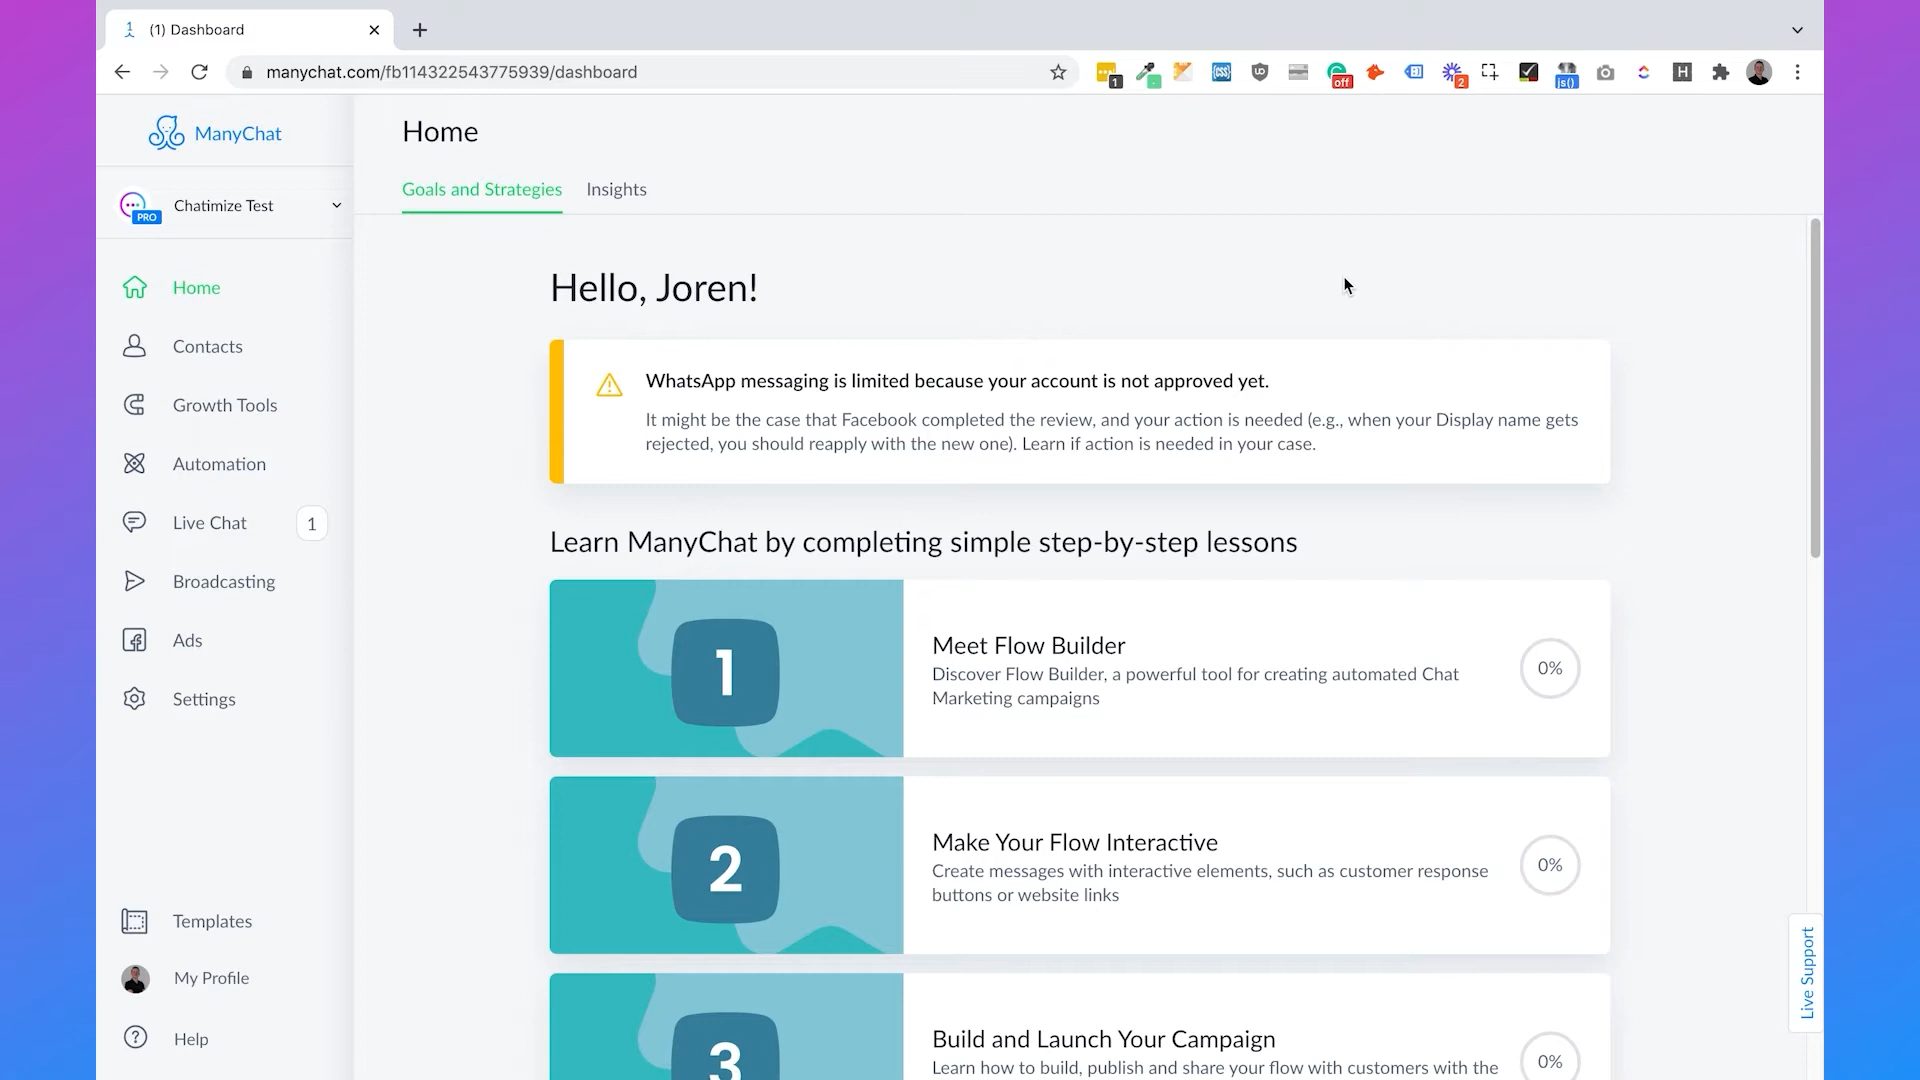 (1) Dashboard
manychat.com/fb114322543775939/dashboard
1
off
2
js()
H
ManyChat
Home
Goals and Strategies
Insights
PRO
Chatimize Test
Home
Contacts
Growth Tools
Automation
Live Chat
1
Broadcasting
Ads
Settings
Templates
My Profile
Help
Hello, Joren!
WhatsApp messaging is limited because your account is not approved yet.
It might be the case that Facebook completed the review, and your action is needed (e.g., when your Display name gets
rejected, you should reapply with the new one). Learn if action is needed in your case.
Learn ManyChat by completing simple step-by-step lessons
1
Meet Flow Builder
Discover Flow Builder, a powerful tool for creating automated Chat
Marketing campaigns
0%
2
Make Your Flow Interactive
Create messages with interactive elements, such as customer response
buttons or website links
0%
3
Build and Launch Your Campaign
Learn how to build, publish and share your flow with customers with the
0%
Live Support